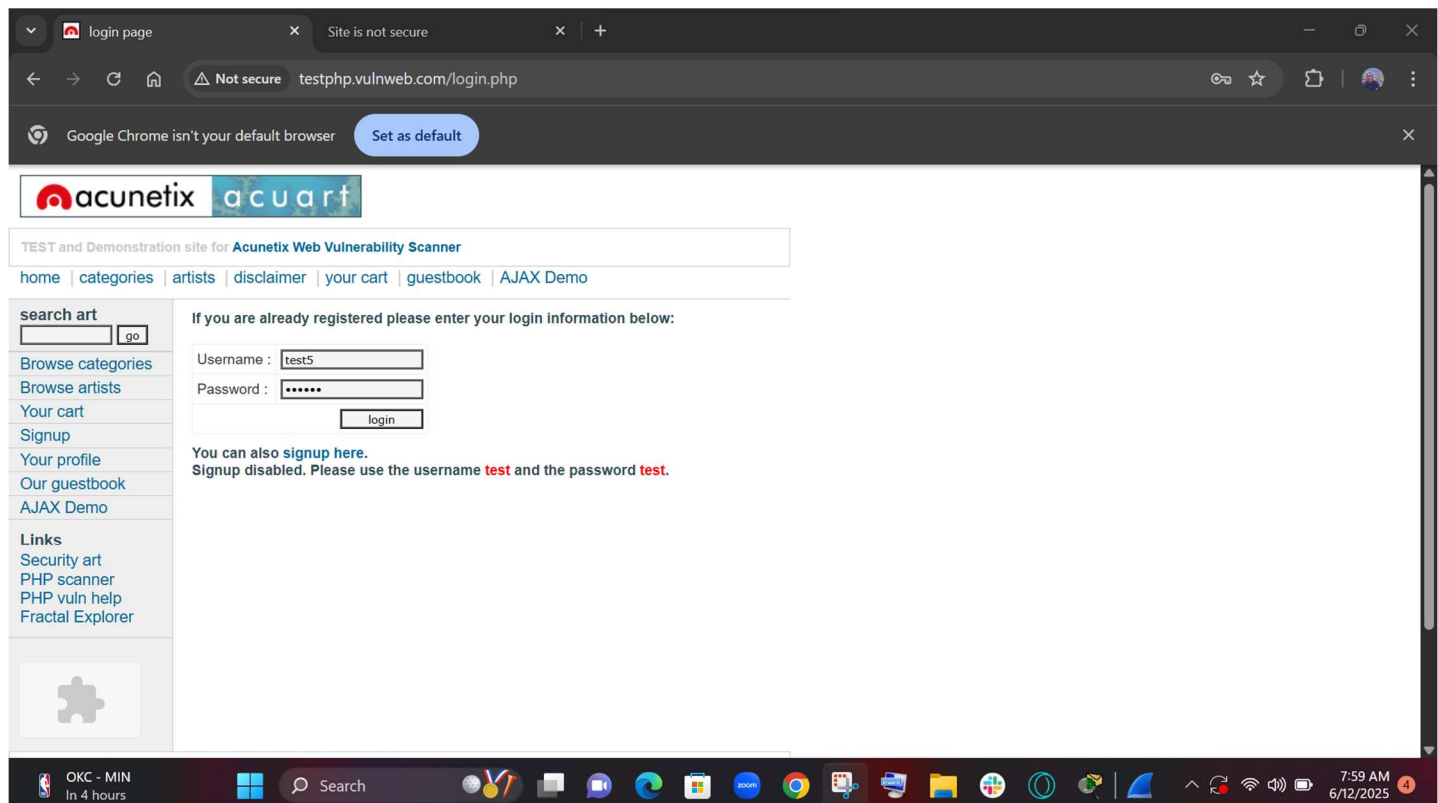 login page
Site is not secure
Not secure testphp.vulnweb.com/login.php
Google Chrome isn't your default browser Set as default
acunetix acuart
TEST and Demonstration site for Acunetix Web Vulnerability Scanner
home | categories | artists | disclaimer | your cart | guestbook | AJAX Demo
search art
go
Browse categories
Browse artists
Your cart
Signup
Your profile
Our guestbook
AJAX Demo
Links
Security art
PHP scanner
PHP vuln help
Fractal Explorer
If you are already registered please enter your login information below:
Username : test5
Password : ••••••
login
You can also signup here.
Signup disabled. Please use the username test and the password test.
OKC - MIN
In 4 hours
Search
zoom
7:59 AM
6/12/2025
4